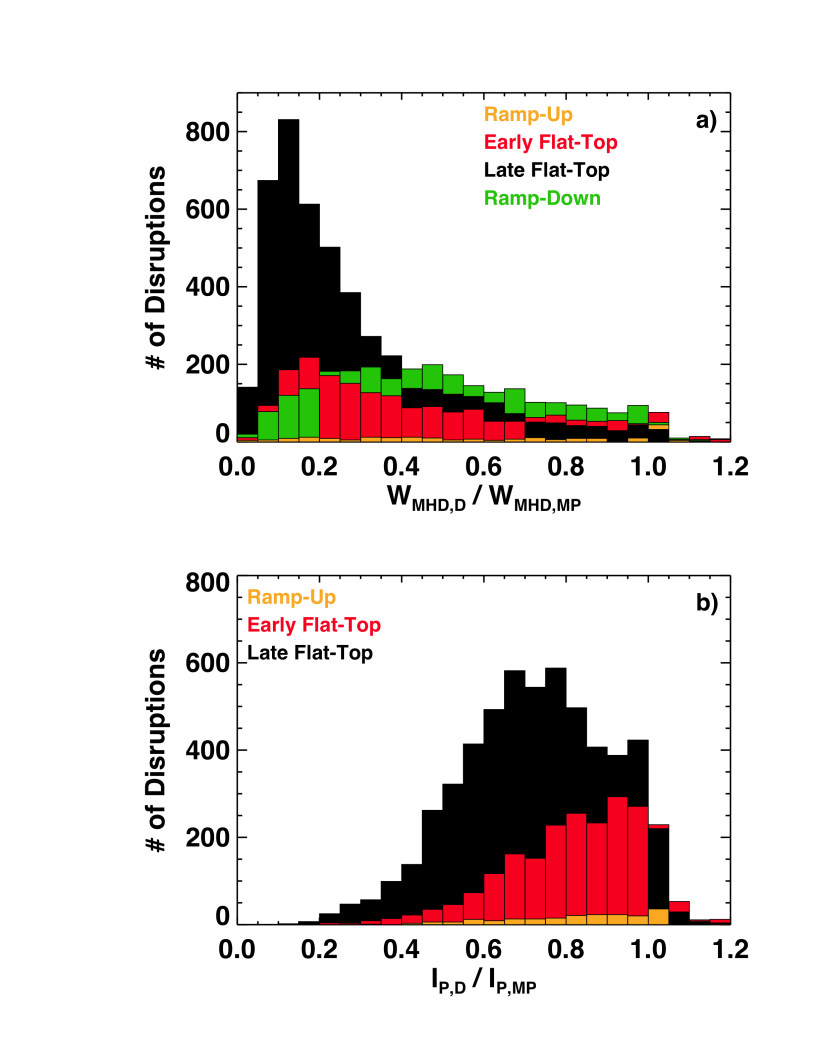 a)
Ramp-Up
Early Flat-Top
Late Flat-Top
Ramp-Down
# of Disruptions
800
600
400
200
0
0.0 0.2 0.4 0.6 0.8 1.0 1.2
W_MHD,D / W_MHD,MP
b)
Ramp-Up
Early Flat-Top
Late Flat-Top
# of Disruptions
800
600
400
200
0
0.0 0.2 0.4 0.6 0.8 1.0 1.2
I_P,D / I_P,MP